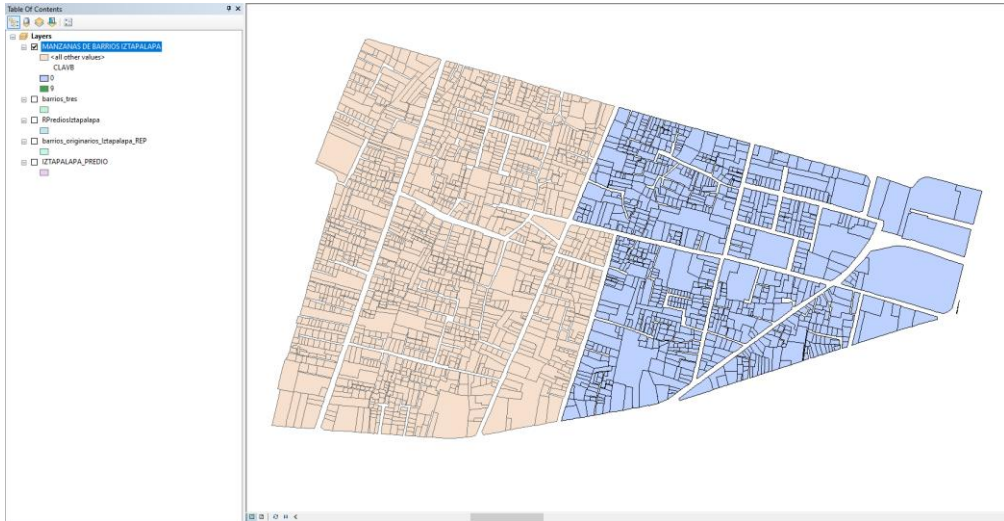 Table Of Contents
Layers
MANZANAS DE BARRIOS IZTAPALAPA
<all other values>
CLAVB
0
9
barrios_tres
RPrediosIztapalapa
barrios_originarios_Iztapalapa_REP
IZTAPALAPA_PREDIO